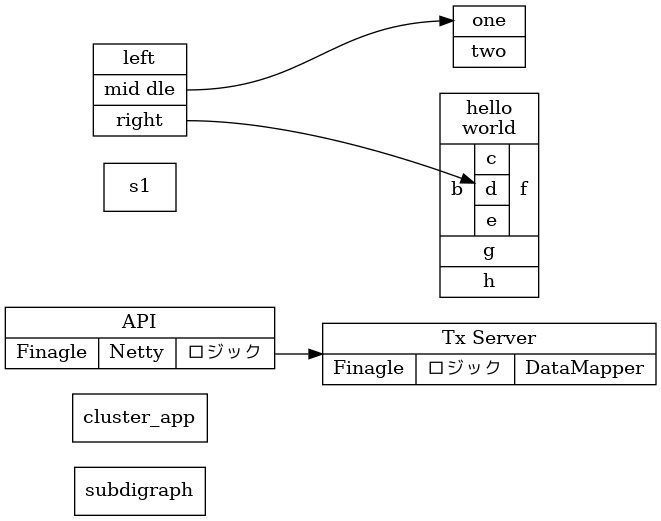 one
two
left
mid dle
right
hello
world
b
c
d
e
f
g
h
s1
API
Finagle
Netty
ロジック
Tx Server
Finagle
ロジック
DataMapper
cluster_app
subdigraph